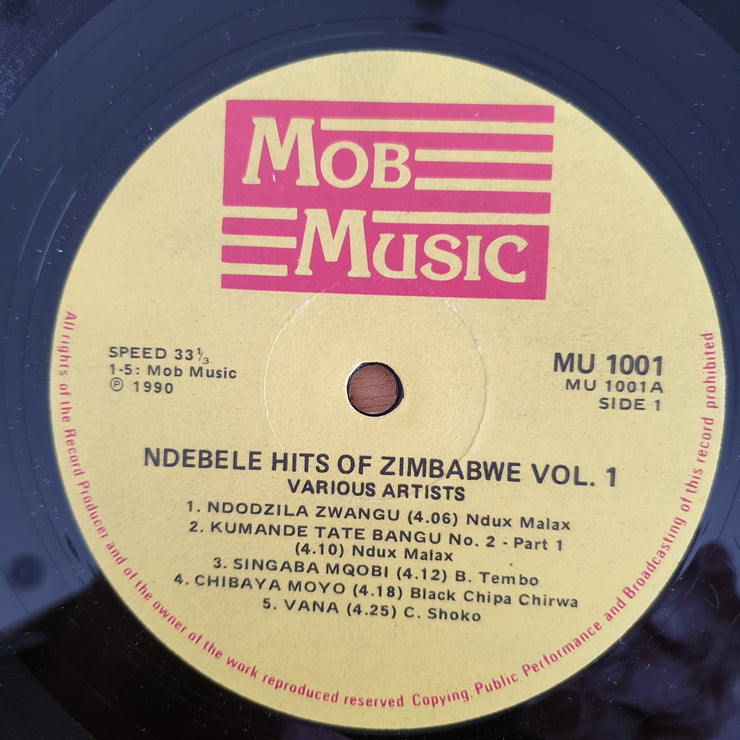 MOB
MUSIC
SPEED 33⅓
1-5: Mob Music
℗ 1990
MU 1001
MU 1001A
SIDE 1
NDEBELE HITS OF ZIMBABWE VOL. 1
VARIOUS ARTISTS
1. NDODZILA ZWANGU (4.06) Ndux Malax
2. KUMANDE TATE BANGU No. 2 - Part 1
(4.10) Ndux Malax
3. SINGABA MQOBI (4.12) B. Tembo
4. CHIBAYA MOYO (4.18) Black Chipa Chirwa
5. VANA (4.25) C. Shoko
All rights of the Record Producer and of the owner of the work reproduced reserved Copying, Public Performance and Broadcasting of this record prohibited